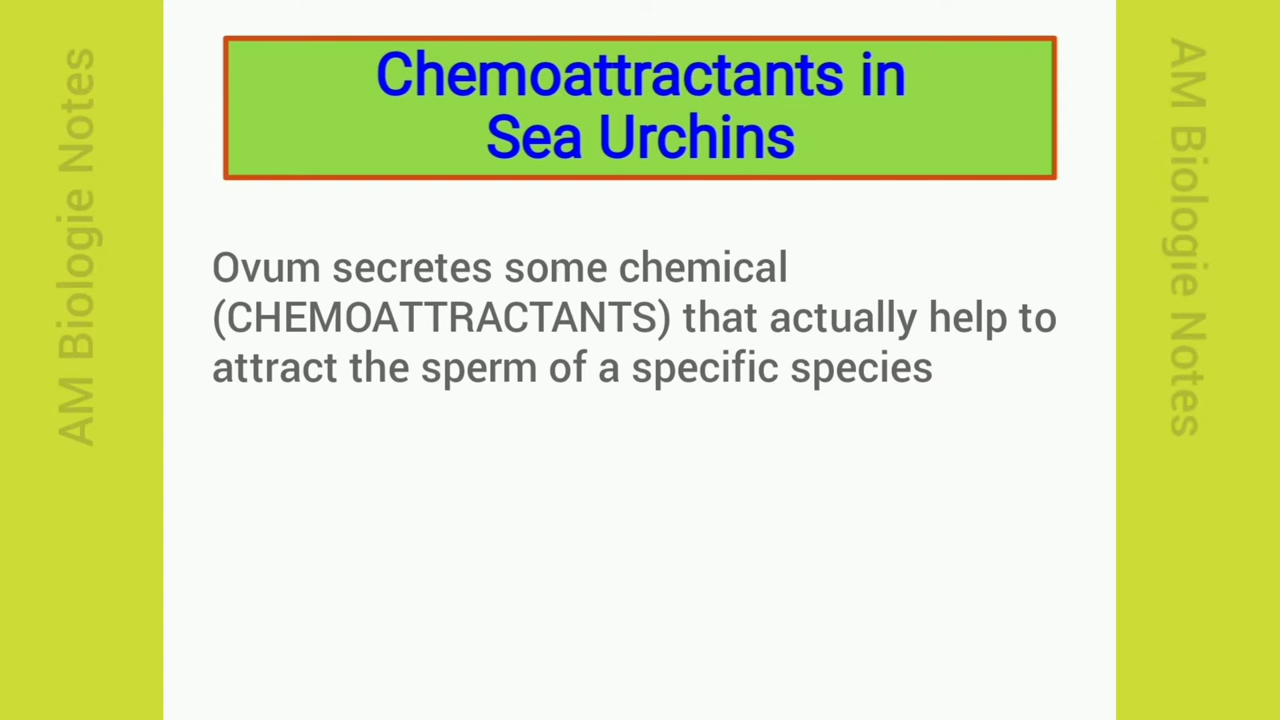 Chemoattractants in
Sea Urchins
Ovum secretes some chemical
(CHEMOATTRACTANTS) that actually help to
attract the sperm of a specific species
AM Biologie Notes
AM Biologie Notes